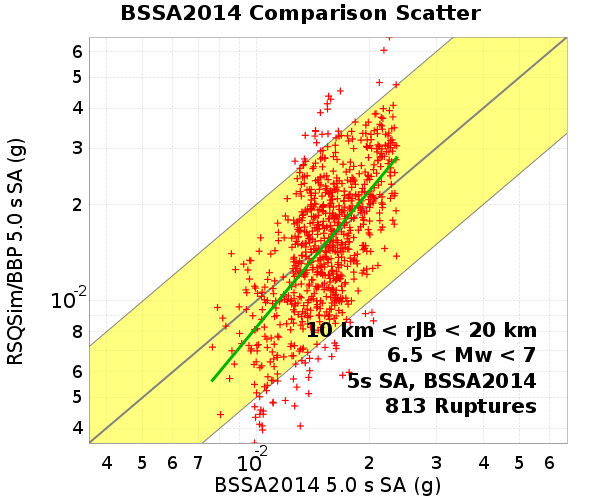 BSSA2014 Comparison Scatter
RSQSim/BBP 5.0 s SA (g)
6
5
4
3
2
10-2
8
6
5
4
10 km < rJB < 20 km
6.5 < Mw < 7
5s SA, BSSA2014
813 Ruptures
4 5 6 7 10-2 2 3 4 5 6
BSSA2014 5.0 s SA (g)